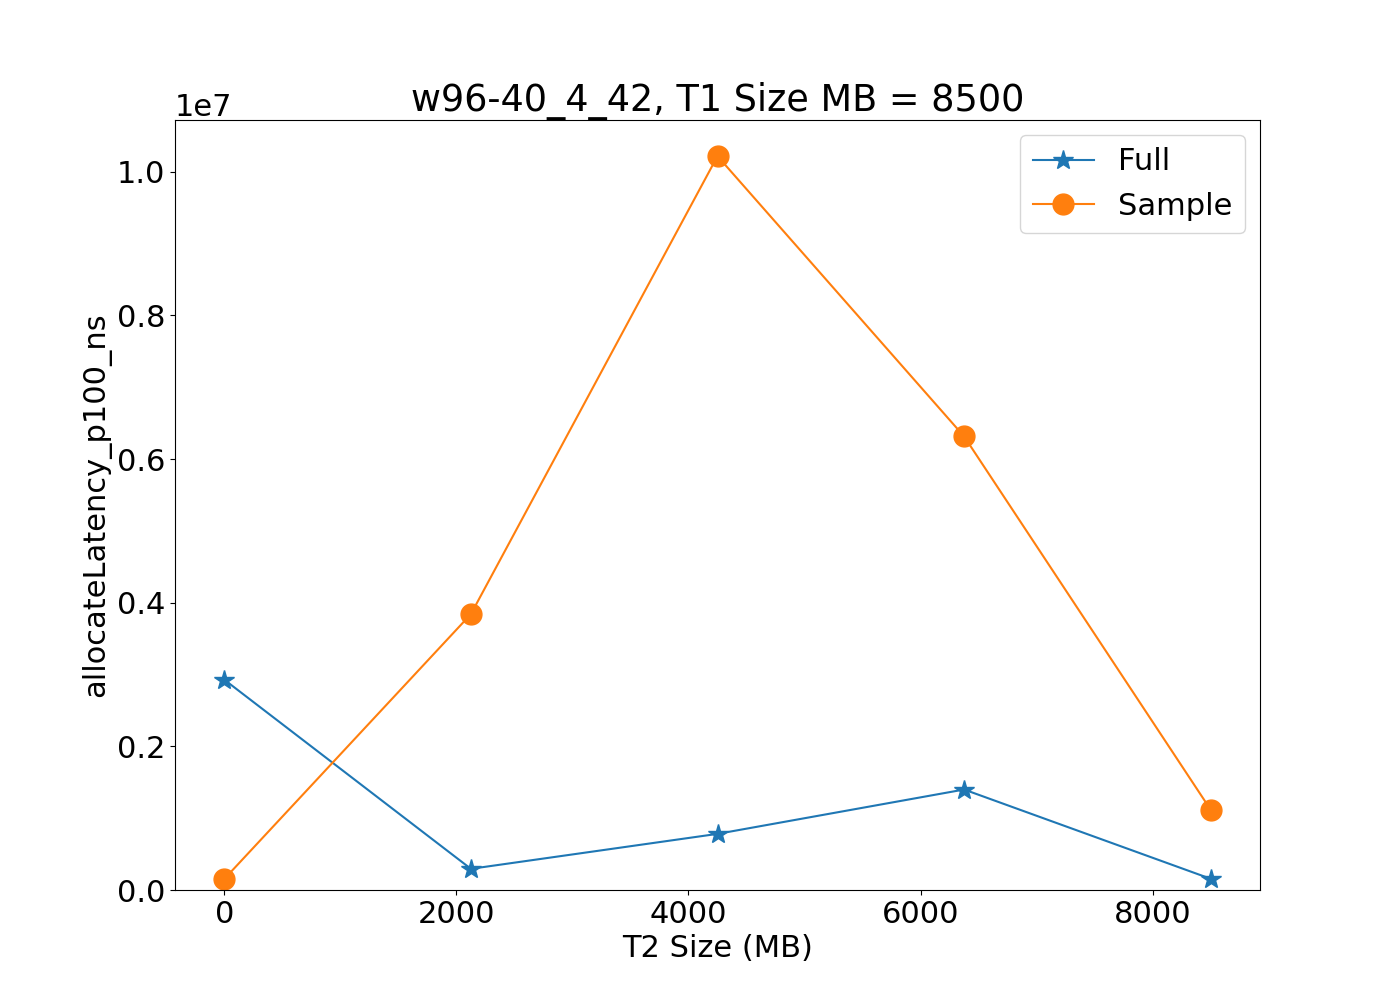 w96-40_4_42, T1 Size MB = 8500
1e7
Full
Sample
1.0
0.8
0.6
0.4
0.2
0.0
allocateLatency_p100_ns
0 2000 4000 6000 8000
T2 Size (MB)